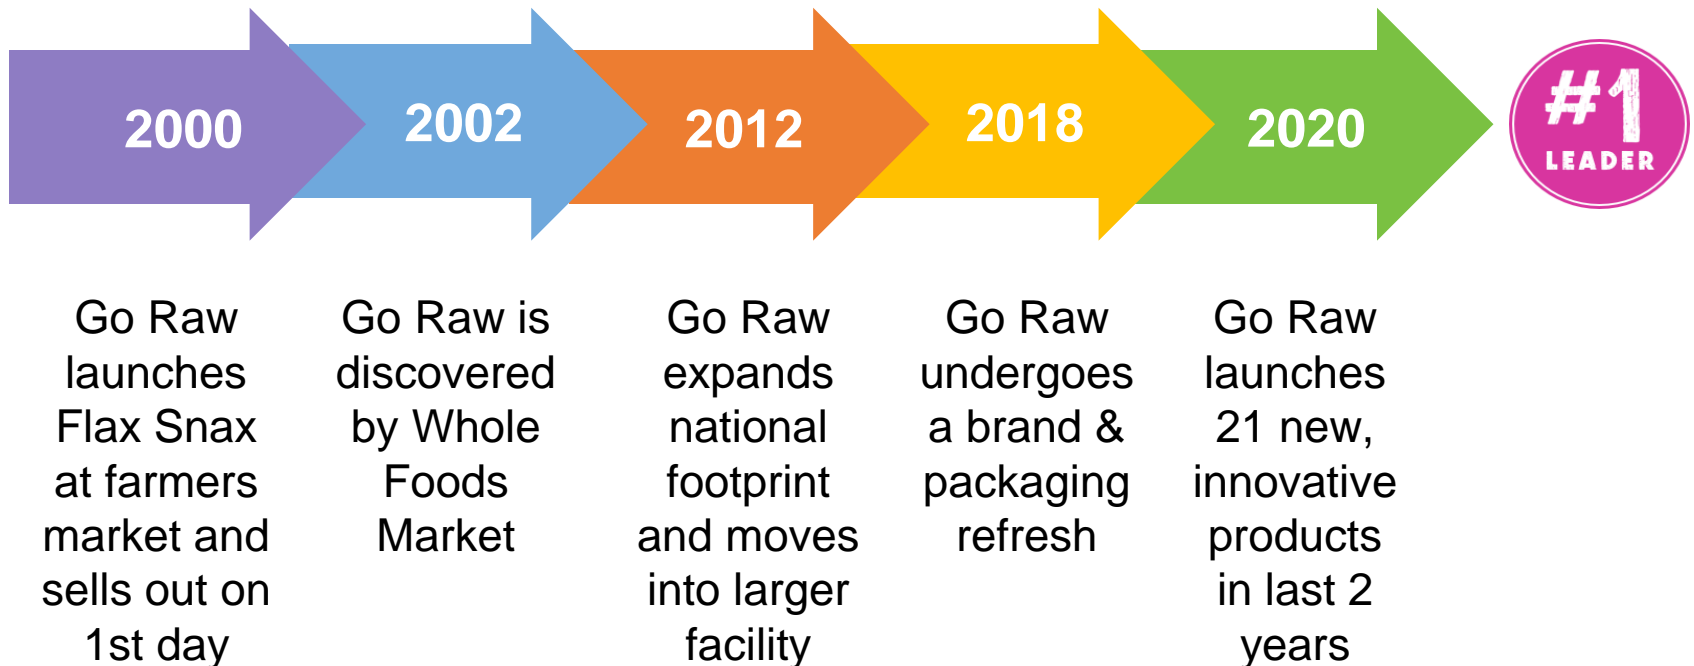 2000
2002
2012
2018
2020
#1
LEADER
Go Raw
launches
Flax Snax
at farmers
market and
sells out on
1st day
Go Raw is
discovered
by Whole
Foods
Market
Go Raw
expands
national
footprint
and moves
into larger
facility
Go Raw
undergoes
a brand &
packaging
refresh
Go Raw
launches
21 new,
innovative
products
in last 2
years